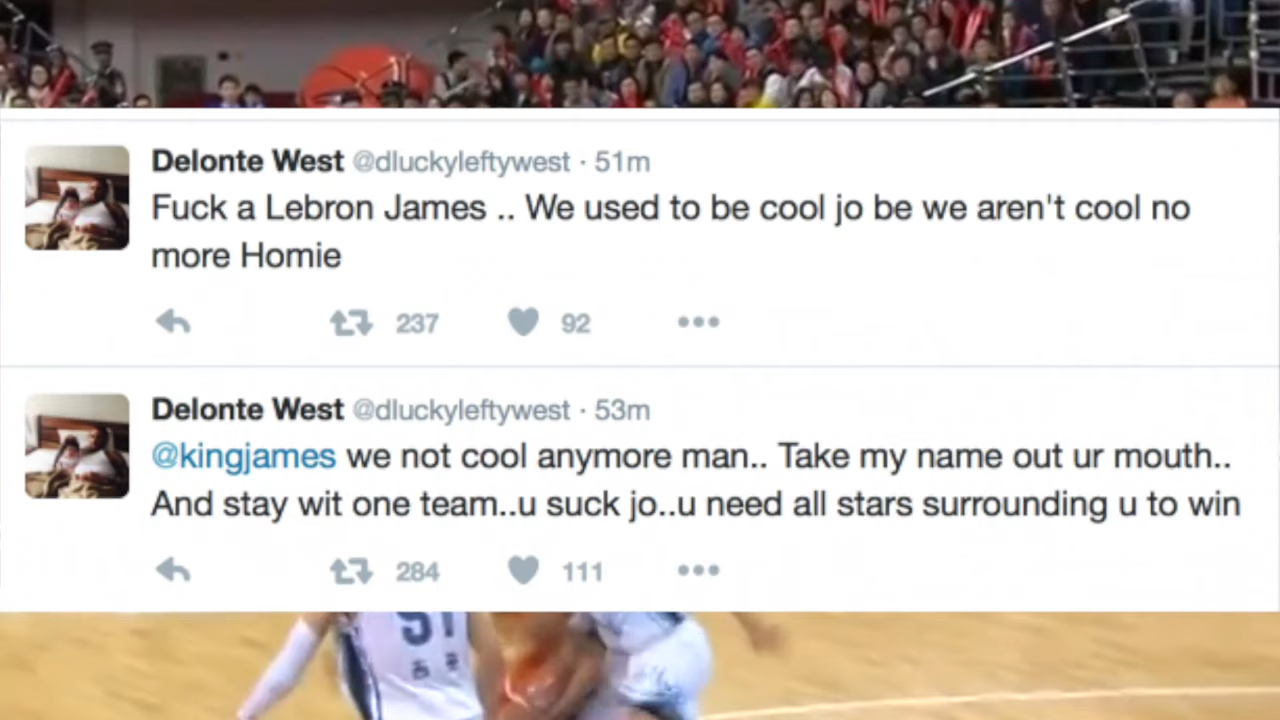 Delonte West @dluckyleftywest · 51m
Fuck a Lebron James .. We used to be cool jo be we aren't cool no
more Homie
237 92
Delonte West @dluckyleftywest · 53m
@kingjames we not cool anymore man.. Take my name out ur mouth..
And stay wit one team..u suck jo..u need all stars surrounding u to win
284 111